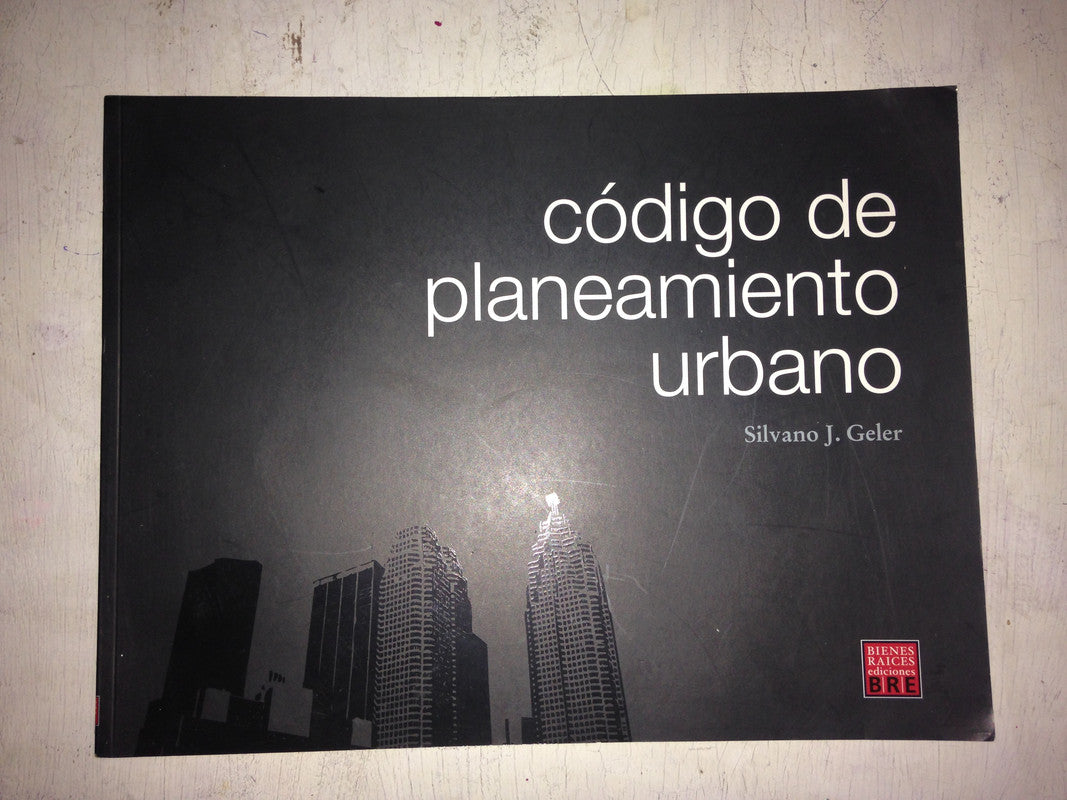 código de
planeamiento
urbano
Silvano J. Geler
BIENES
RAICES
ediciones
BRE